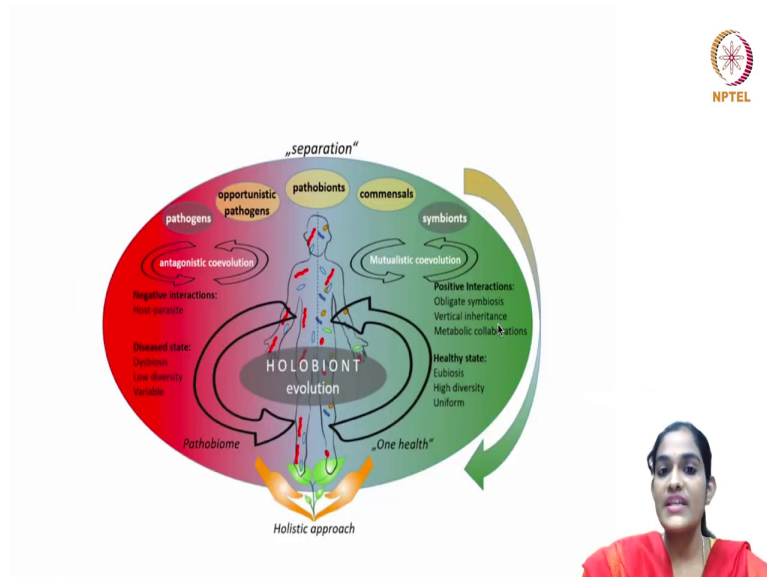 NPTEL
„separation“
pathogens
opportunistic
pathogens
pathobionts
commensals
symbionts
antagonistic coevolution
Mutualistic coevolution
Negative interactions:
Host-parasite
Diseased state:
Dysbiosis
Low diversity
Variable
Positive Interactions:
Obligate symbiosis
Vertical inheritance
Metabolic collaborations
Healthy state:
Eubiosis
High diversity
Uniform
HOLOBIONT
evolution
Pathobiome
„One health“
Holistic approach